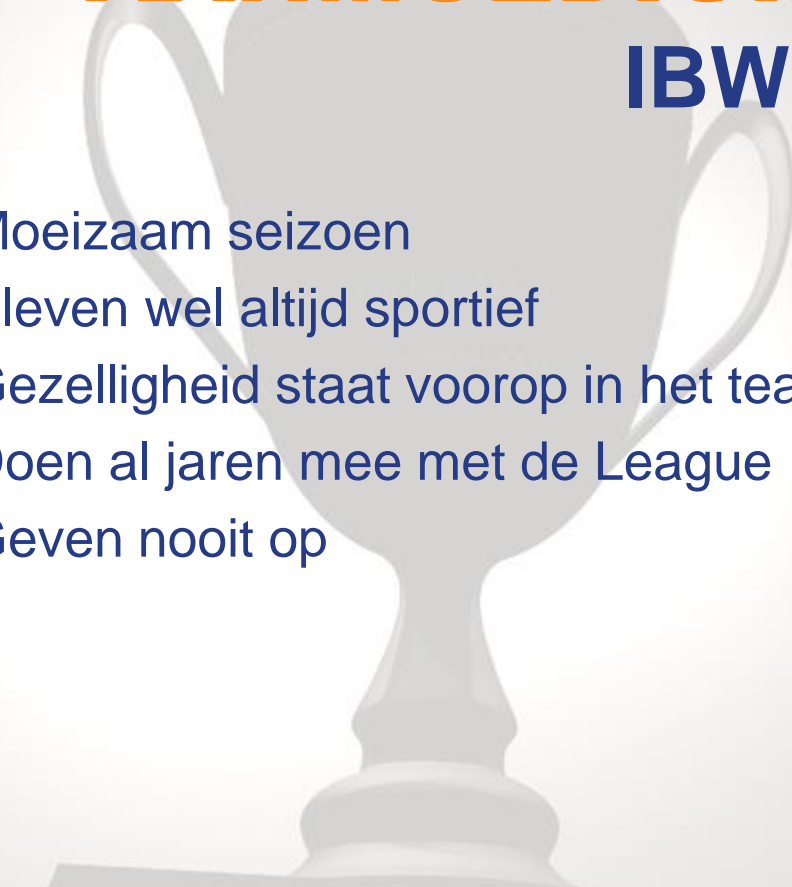 IBW
oeizaam seizoen
leven wel altijd sportief
ezelligheid staat voorop in het tea
oen al jaren mee met de League
even nooit op